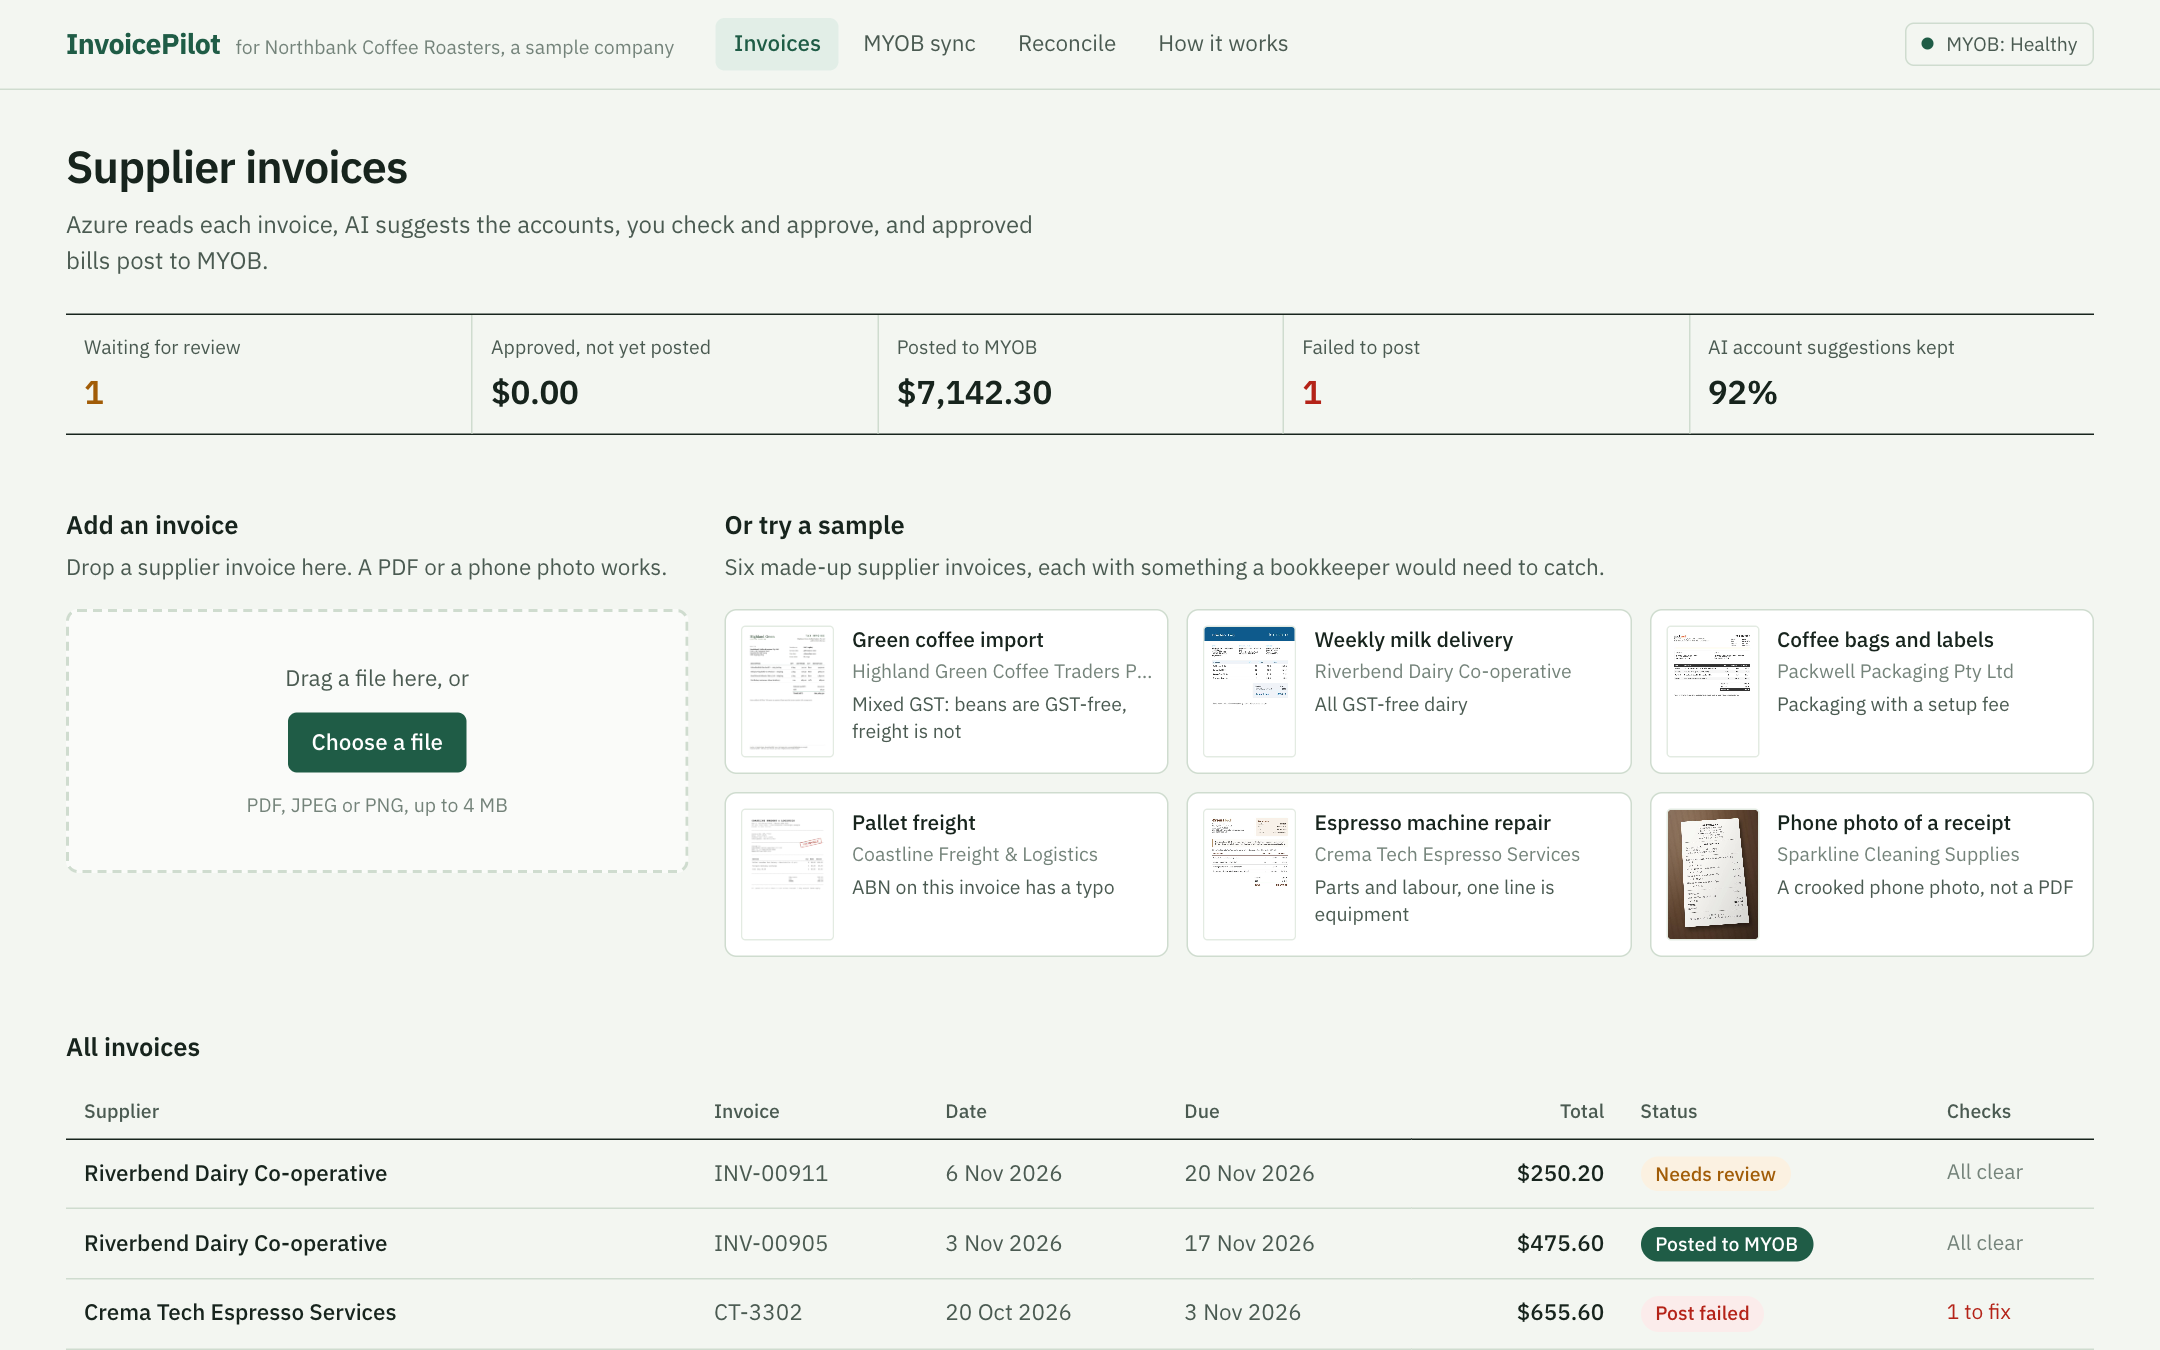 InvoicePilot for Northbank Coffee Roasters, a sample company
Invoices
MYOB sync
Reconcile
How it works
MYOB: Healthy
Supplier invoices
Azure reads each invoice, AI suggests the accounts, you check and approve, and approved
bills post to MYOB.
Waiting for review
1
Approved, not yet posted
$0.00
Posted to MYOB
$7,142.30
Failed to post
1
AI account suggestions kept
92%
Add an invoice
Drop a supplier invoice here. A PDF or a phone photo works.
Drag a file here, or
Choose a file
PDF, JPEG or PNG, up to 4 MB
Or try a sample
Six made-up supplier invoices, each with something a bookkeeper would need to catch.
Green coffee import
Highland Green Coffee Traders P...
Mixed GST: beans are GST-free,
freight is not
Weekly milk delivery
Riverbend Dairy Co-operative
All GST-free dairy
Coffee bags and labels
Packwell Packaging Pty Ltd
Packaging with a setup fee
Pallet freight
Coastline Freight & Logistics
ABN on this invoice has a typo
Espresso machine repair
Crema Tech Espresso Services
Parts and labour, one line is
equipment
Phone photo of a receipt
Sparkline Cleaning Supplies
A crooked phone photo, not a PDF
All invoices
Supplier Invoice Date Due Total Status Checks
Riverbend Dairy Co-operative INV-00911 6 Nov 2026 20 Nov 2026 $250.20 Needs review All clear
Riverbend Dairy Co-operative INV-00905 3 Nov 2026 17 Nov 2026 $475.60 Posted to MYOB All clear
Crema Tech Espresso Services CT-3302 20 Oct 2026 3 Nov 2026 $655.60 Post failed 1 to fix